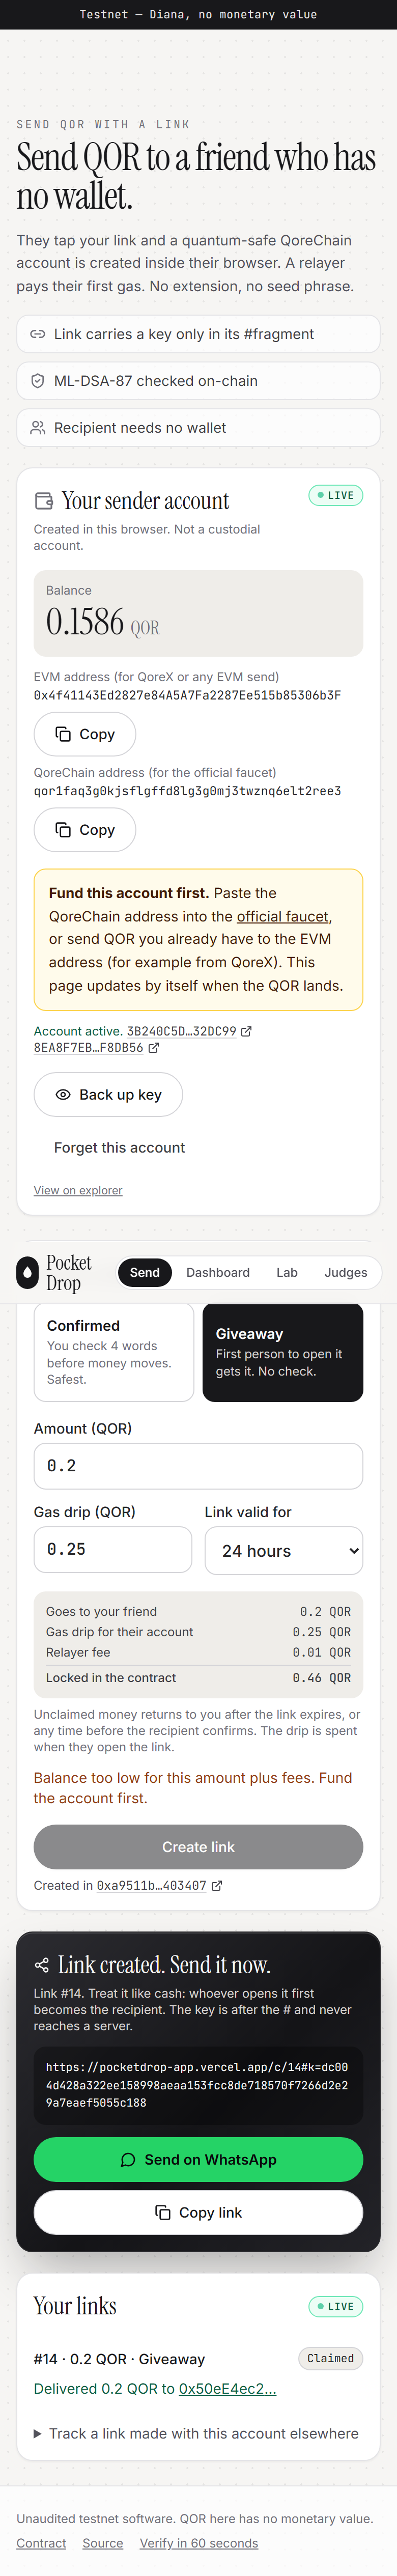 Testnet — Diana, no monetary value
SEND QOR WITH A LINK
Send QOR to a friend who has
no wallet.
They tap your link and a quantum-safe QoreChain
account is created inside their browser. A relayer
pays their first gas. No extension, no seed phrase.
Link carries a key only in its #fragment
ML-DSA-87 checked on-chain
Recipient needs no wallet
Your sender account
LIVE
Created in this browser. Not a custodial
account.
Balance
0.1586 QOR
EVM address (for QoreX or any EVM send)
0x4f41143Ed2827e84A5A7Fa2287Ee515b85306b3F
Copy
QoreChain address (for the official faucet)
qor1faq3g0kjsflgffd8lg3g0mj3twznq6elt2ree3
Copy
Fund this account first. Paste the
QoreChain address into the official faucet,
or send QOR you already have to the EVM
address (for example from QoreX). This
page updates by itself when the QOR lands.
Account active. 3B240C5D…32DC99
8EA8F7EB…F8DB56
Back up key
Forget this account
View on explorer
Pocket
Drop
Send
Dashboard
Lab
Judges
Confirmed
You check 4 words
before money moves.
Safest.
Giveaway
First person to open it
gets it. No check.
Amount (QOR)
0.2
Gas drip (QOR)
Link valid for
0.25
24 hours
Goes to your friend 0.2 QOR
Gas drip for their account 0.25 QOR
Relayer fee 0.01 QOR
Locked in the contract 0.46 QOR
Unclaimed money returns to you after the link expires, or
any time before the recipient confirms. The drip is spent
when they open the link.
Balance too low for this amount plus fees. Fund
the account first.
Create link
Created in 0xa9511b…403407
Link created. Send it now.
Link #14. Treat it like cash: whoever opens it first
becomes the recipient. The key is after the # and never
reaches a server.
https://pocketdrop-app.vercel.app/c/14#k=dc00
4d428a322ee158998aeaa153fcc8de718570f7266d2e2
9a7eaef5055c188
Send on WhatsApp
Copy link
Your links
LIVE
#14 · 0.2 QOR · Giveaway
Claimed
Delivered 0.2 QOR to 0x50eE4ec2…
Track a link made with this account elsewhere
Unaudited testnet software. QOR here has no monetary value.
Contract Source Verify in 60 seconds